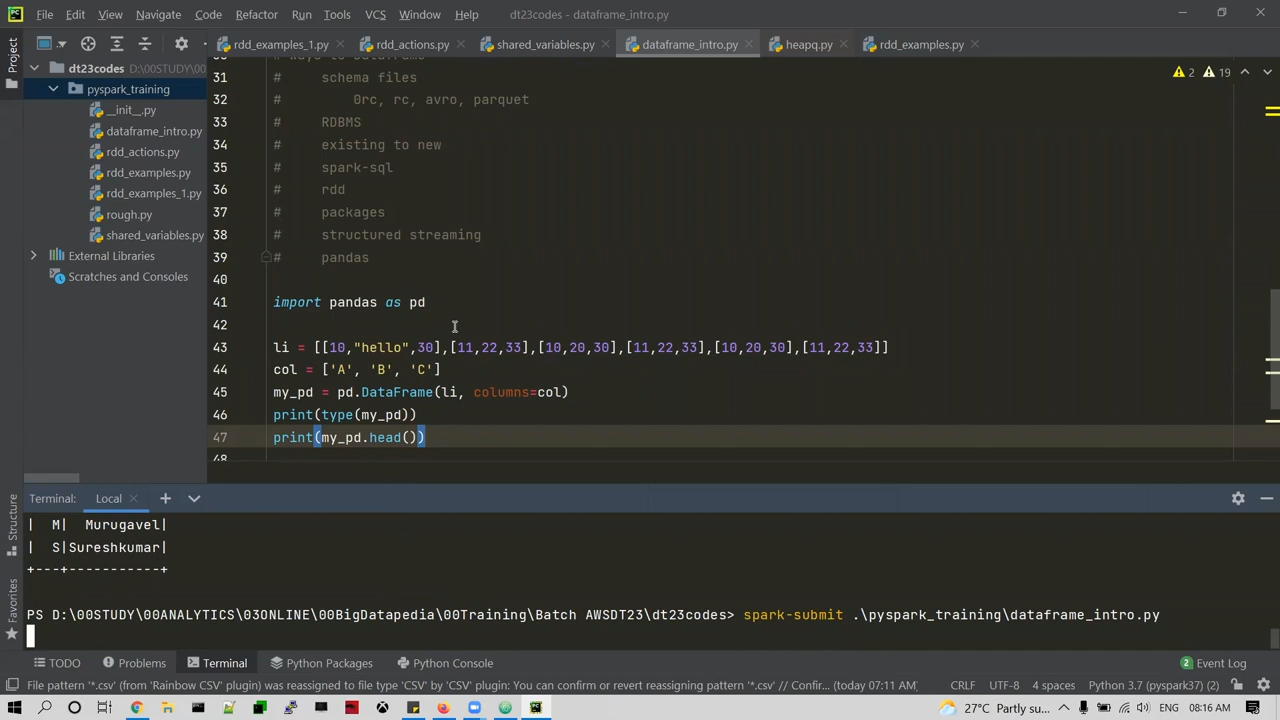 File Edit View Navigate Code Refactor Run Tools VCS Window Help dt23codes - dataframe_intro.py
Project rdd_examples_1.py rdd_actions.py shared_variables.py dataframe_intro.py heapq.py rdd_examples.py
dt23codes D:\00STUDY\00
pyspark_training
__init__.py
dataframe_intro.py
rdd_actions.py
rdd_examples.py
rdd_examples_1.py
rough.py
shared_variables.py
External Libraries
Scratches and Consoles
2 19
31 # schema files
32 # 0rc, rc, avro, parquet
33 # RDBMS
34 # existing to new
35 # spark-sql
36 # rdd
37 # packages
38 # structured streaming
39 # pandas
40
41 import pandas as pd
42
43 li = [[10,"hello",30],[11,22,33],[10,20,30],[11,22,33],[10,20,30],[11,22,33]]
44 col = ['A', 'B', 'C']
45 my_pd = pd.DataFrame(li, columns=col)
46 print(type(my_pd))
47 print(my_pd.head())
48
Structure
Favorites
Terminal: Local
| M| Murugavel|
| S|Sureshkumar|
+---+-----------+
PS D:\00STUDY\00ANALYTICS\03ONLINE\00BigDatapedia\00Training\Batch AWSDT23\dt23codes> spark-submit .\pyspark_training\dataframe_intro.py
TODO Problems Terminal Python Packages Python Console 2 Event Log
File pattern '*.csv' (from 'Rainbow CSV' plugin) was reassigned to file type 'CSV' by 'CSV' plugin: You can confirm or revert reassigning pattern '*.csv' // Confir... (today 07:11 AM) CRLF UTF-8 4 spaces Python 3.7 (pyspark37) (2)
27°C Partly su... ENG 08:16 AM